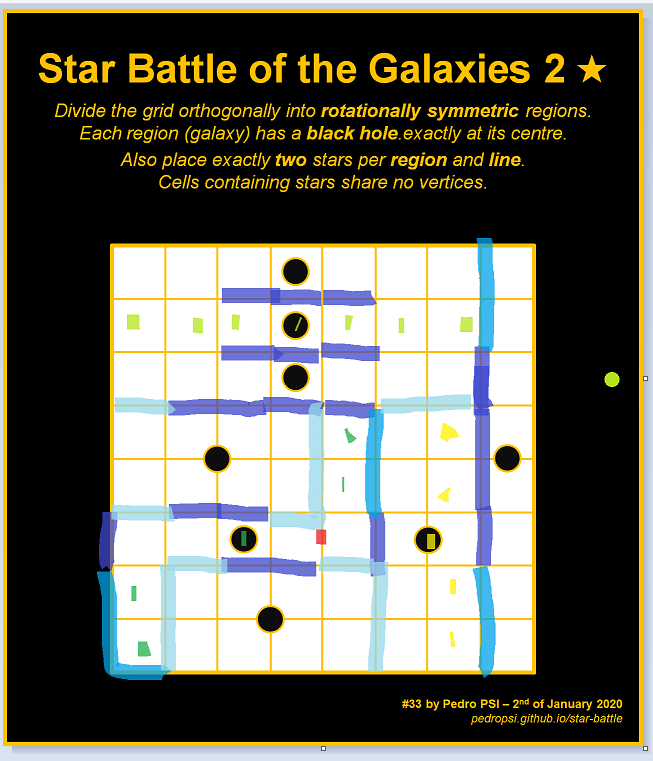 Star Battle of the Galaxies 2 ★
Divide the grid orthogonally into rotationally symmetric regions.
Each region (galaxy) has a black hole.exactly at its centre.
Also place exactly two stars per region and line.
Cells containing stars share no vertices.
#33 by Pedro PSI – 2nd of January 2020
pedropsi.github.io/star-battle